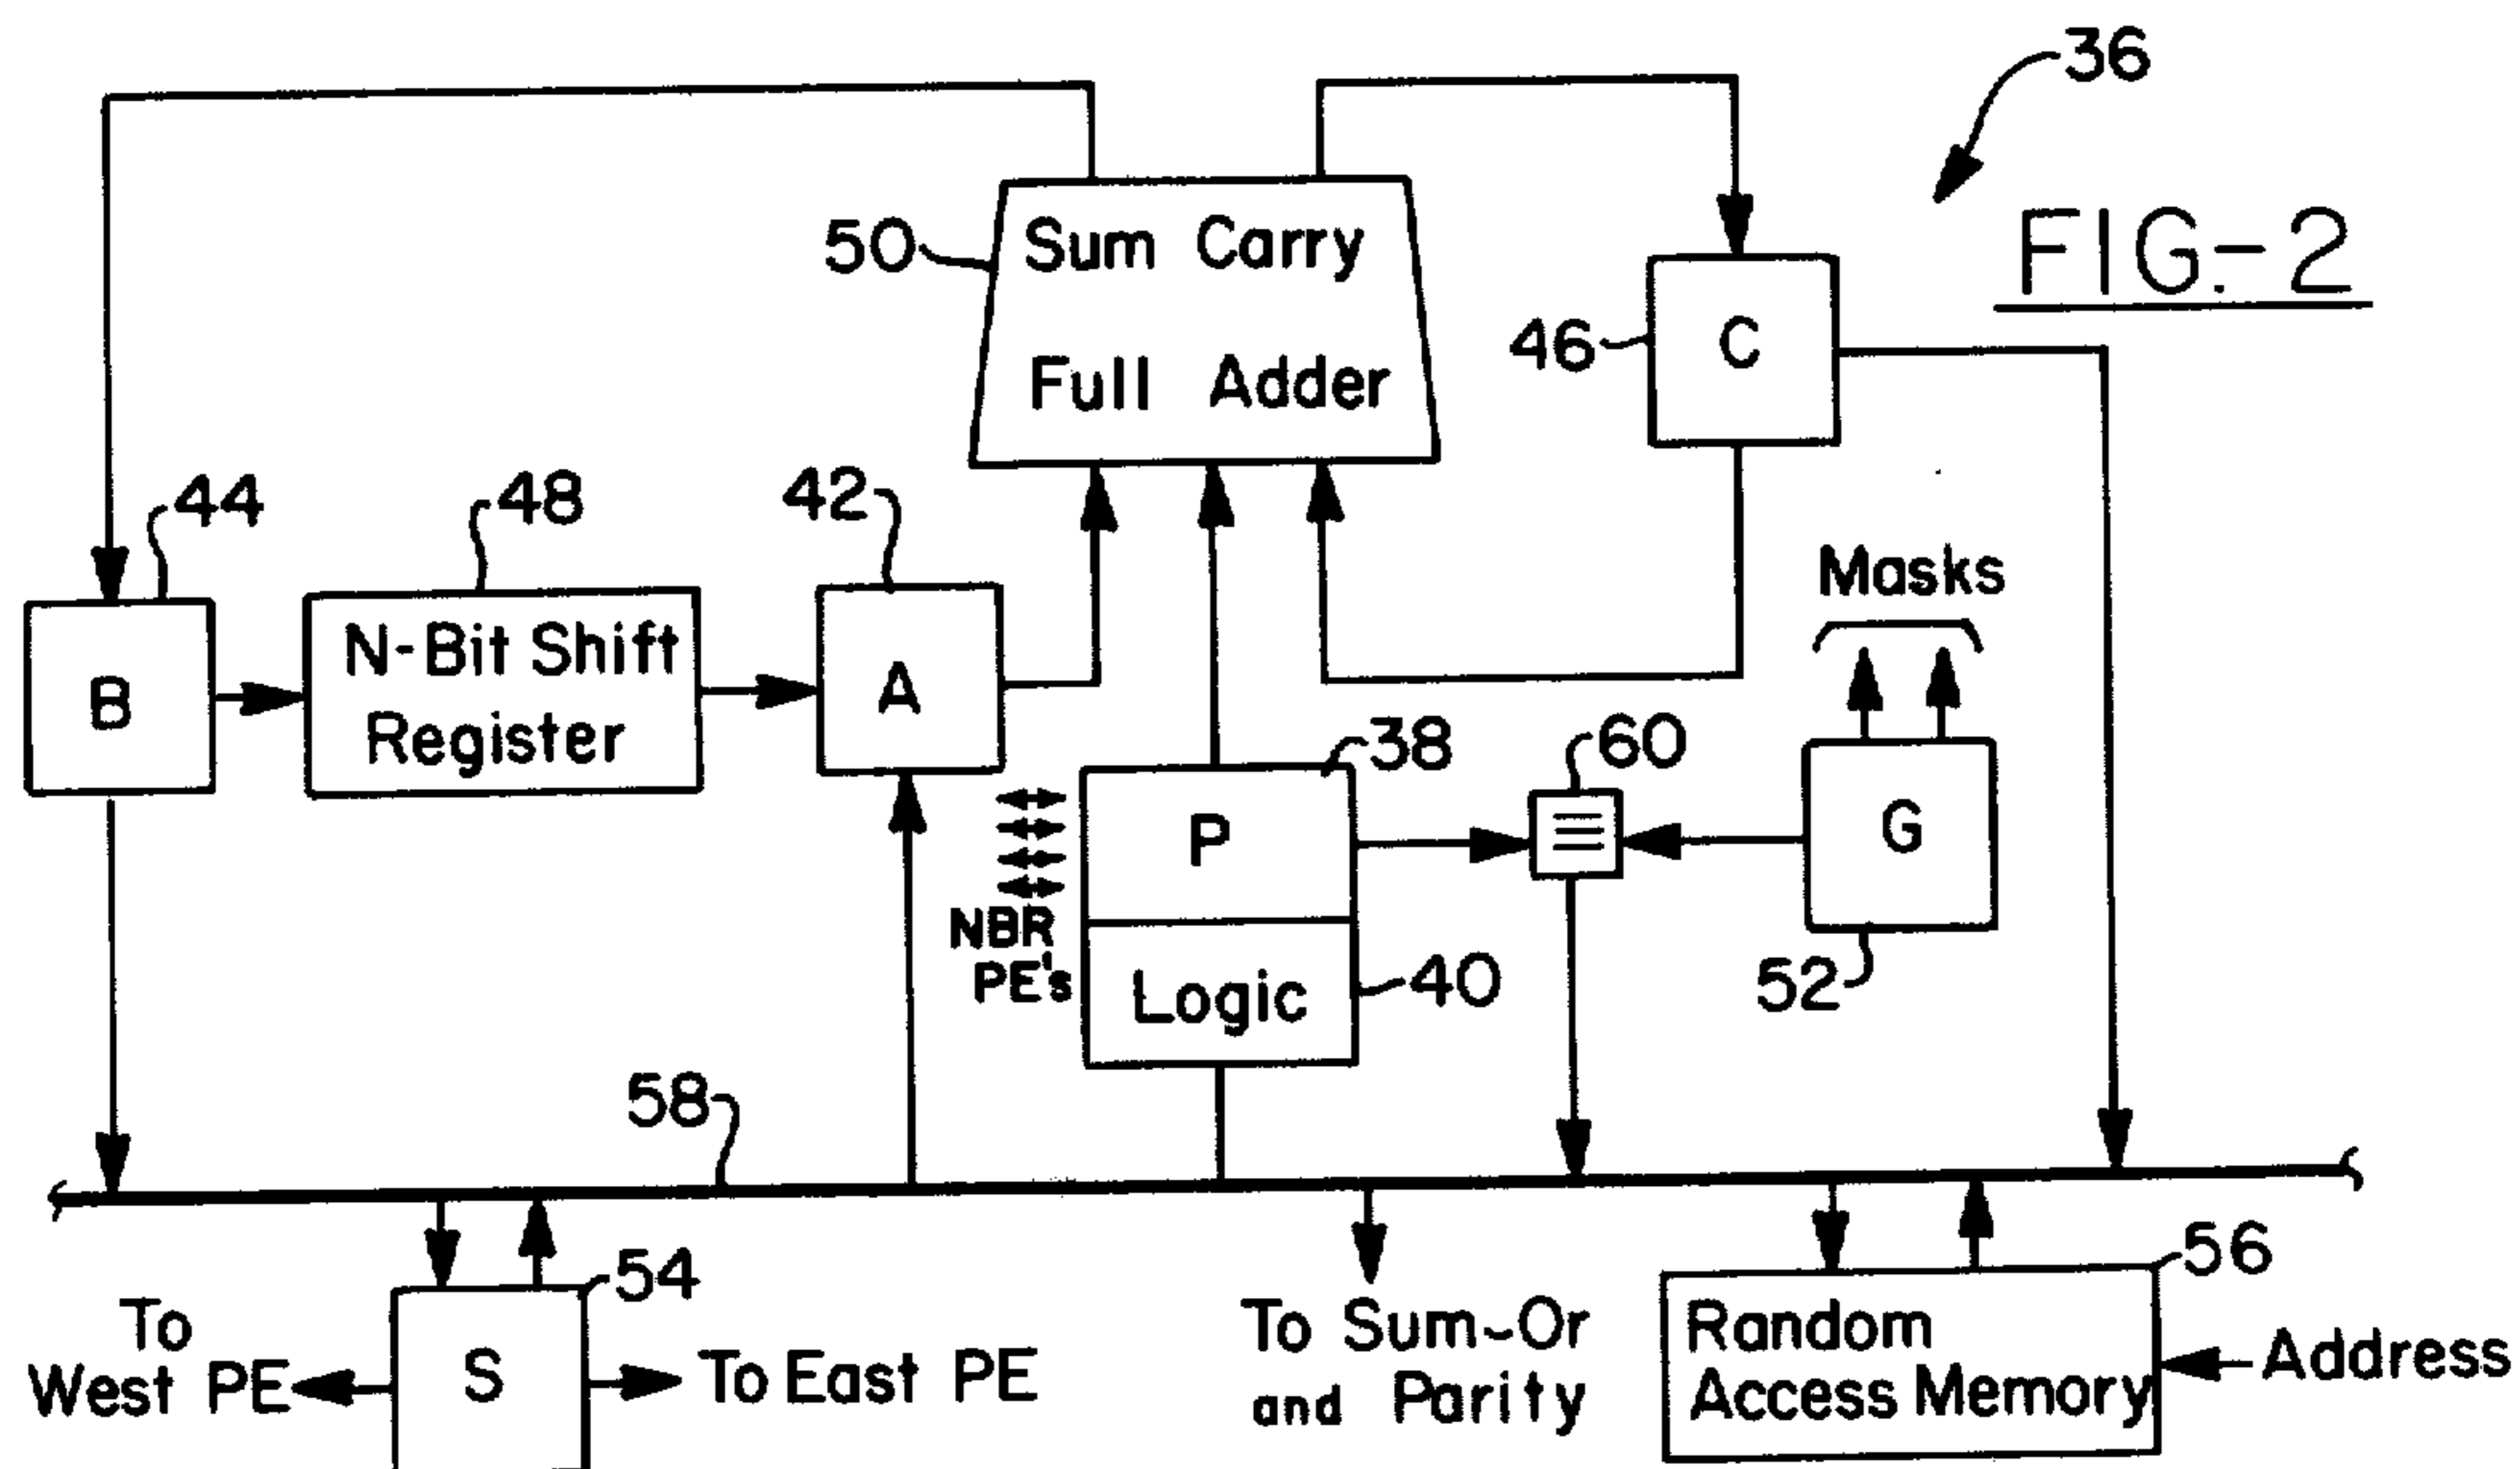 36
FIG.-2
50
Sum Carry
Full Adder
46
C
44
48
42
B
N-Bit Shift
Register
A
Masks
38
60
P
G
NBR
PE's
Logic
40
52
58
54
56
To
West PE
S
To East PE
To Sum-Or
and Parity
Random
Access Memory
Address